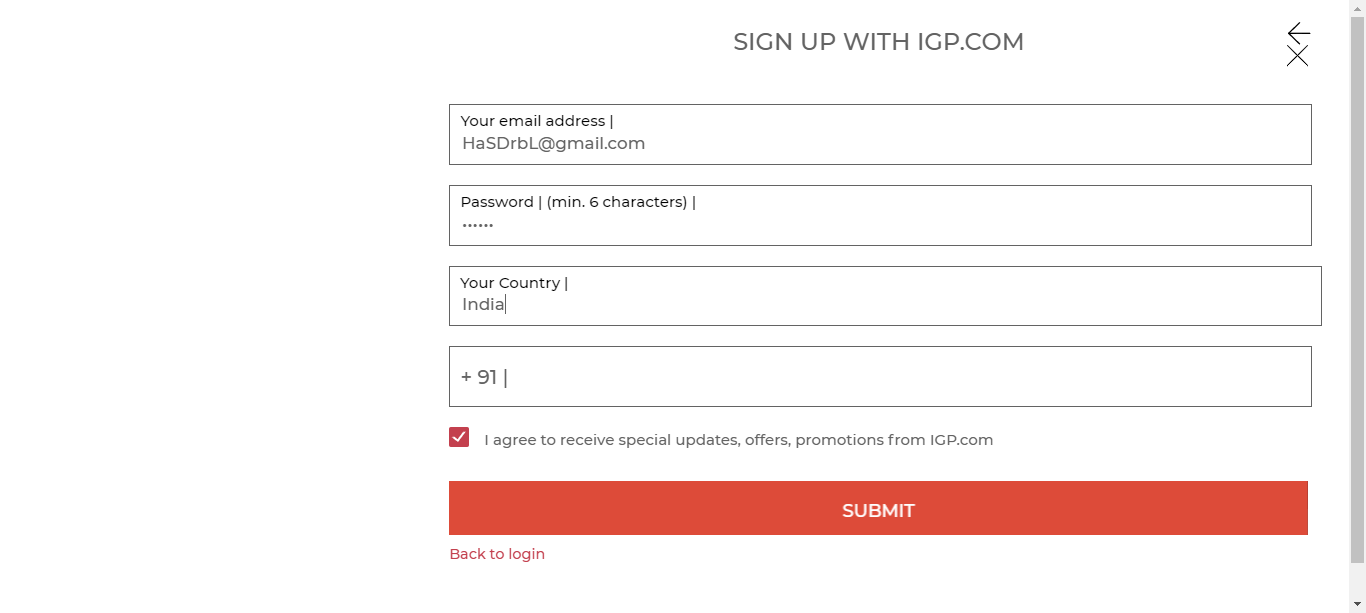 SIGN UP WITH IGP.COM
Your email address |
HaSDrbL@gmail.com
Password | (min. 6 characters) |
••••••
Your Country |
India
+ 91 |
I agree to receive special updates, offers, promotions from IGP.com
SUBMIT
Back to login